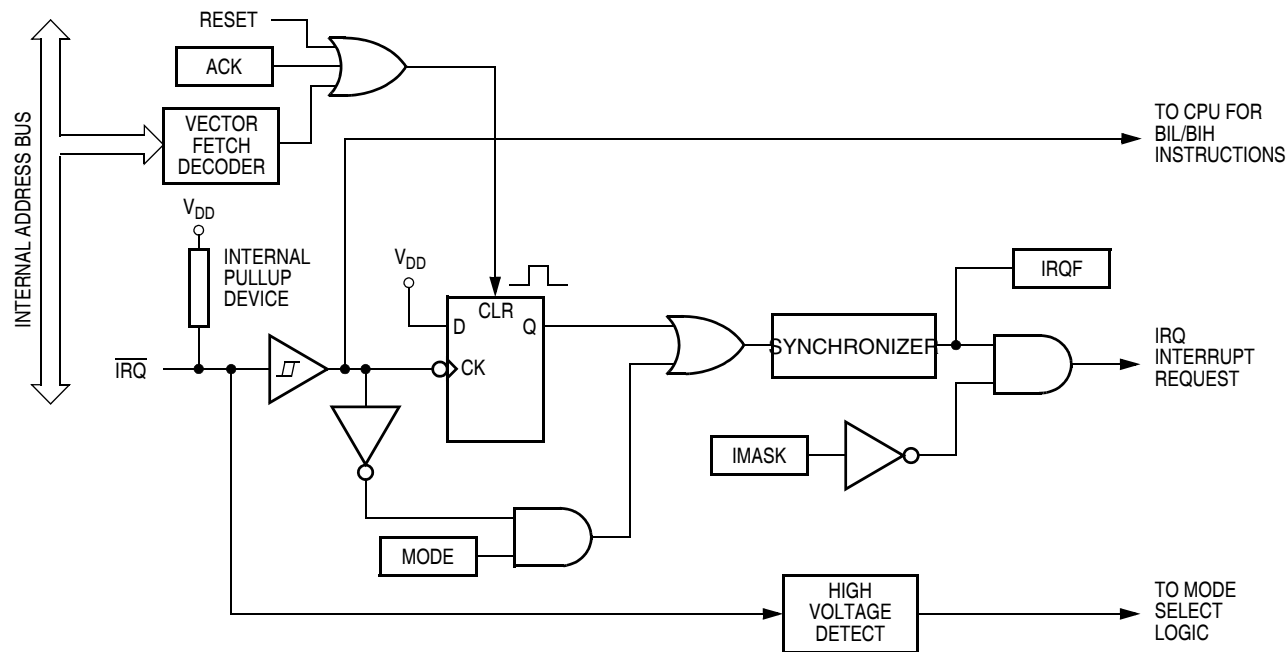 RESET
ACK
INTERNAL ADDRESS BUS
VECTOR
FETCH
DECODER
TO CPU FOR
BIL/BIH
INSTRUCTIONS
VDD
INTERNAL
PULLUP
DEVICE
VDD
CLR
D
Q
CK
IRQ
SYNCHRONIZER
IRQF
IRQ
INTERRUPT
REQUEST
IMASK
MODE
HIGH
VOLTAGE
DETECT
TO MODE
SELECT
LOGIC